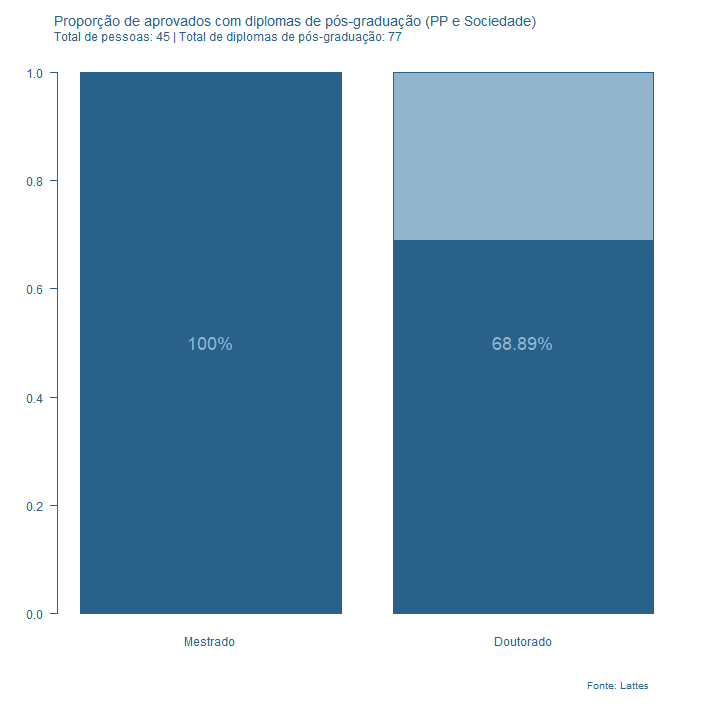 Proporção de aprovados com diplomas de pós-graduação (PP e Sociedade)
Total de pessoas: 45 | Total de diplomas de pós-graduação: 77
1.0
0.8
0.6
0.4
0.2
0.0
100%
68.89%
Mestrado
Doutorado
Fonte: Lattes